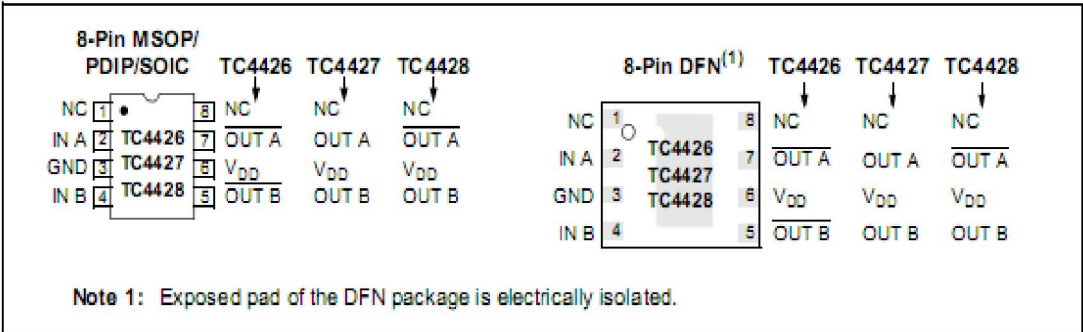 8-Pin MSOP/
PDIP/SOIC TC4426 TC4427 TC4428
NC 1 8 NC NC NC
IN A 2 TC4426 7 OUT A OUT A OUT A
GND 3 TC4427 6 VDD VDD VDD
IN B 4 TC4428 5 OUT B OUT B OUT B
8-Pin DFN(1) TC4426 TC4427 TC4428
NC 1 8 NC NC NC
IN A 2 TC4426 7 OUT A OUT A OUT A
GND 3 TC4427 6 VDD VDD VDD
TC4428
IN B 4 5 OUT B OUT B OUT B
Note 1: Exposed pad of the DFN package is electrically isolated.